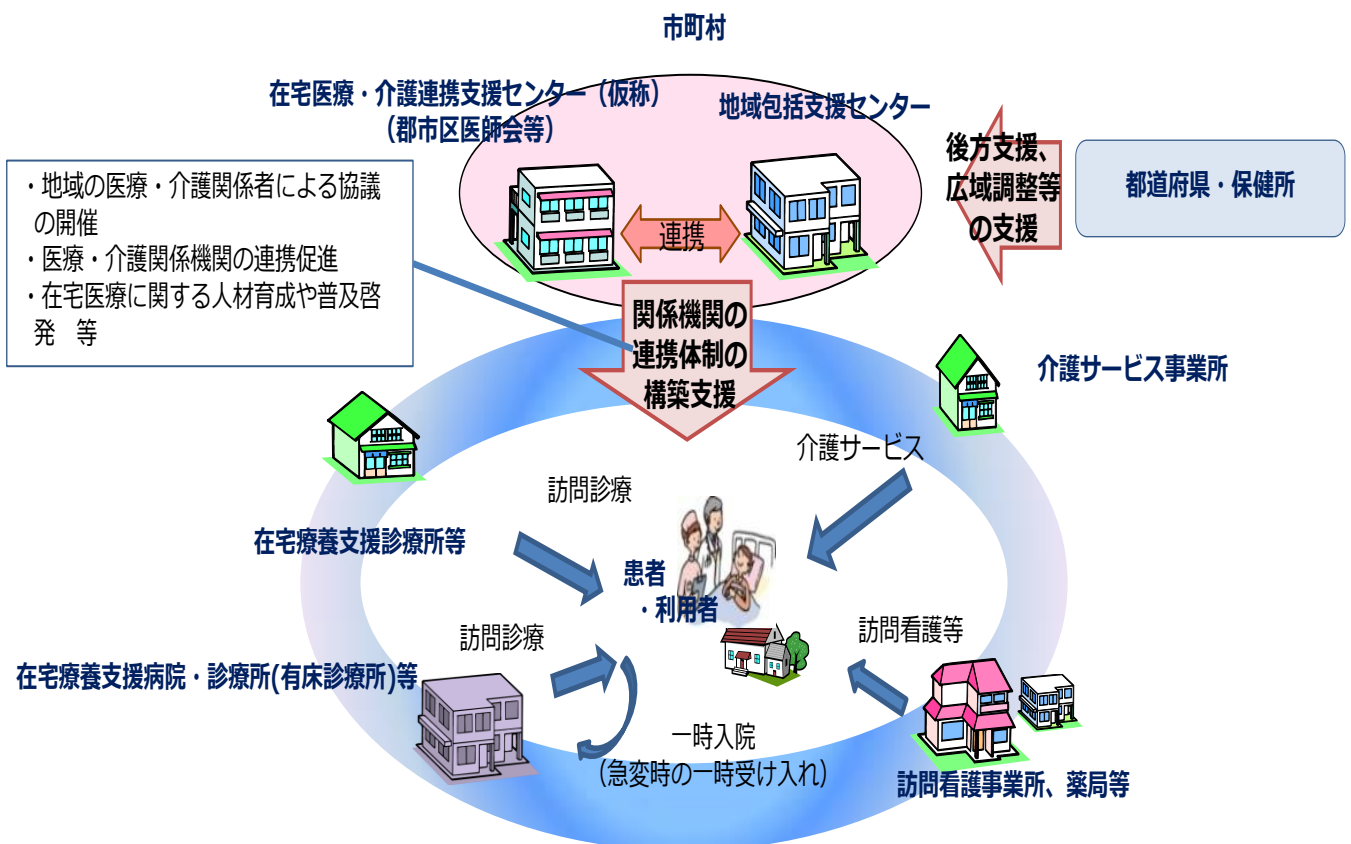 市町村
在宅医療・介護連携支援センター（仮称）
（郡市区医師会等）
地域包括支援センター
連携
後方支援、
広域調整等
の支援
都道府県・保健所
・地域の医療・介護関係者による協議
の開催
・医療・介護関係機関の連携促進
・在宅医療に関する人材育成や普及啓
発　等
関係機関の
連携体制の
構築支援
介護サービス事業所
介護サービス
訪問診療
在宅療養支援診療所等
患者
・利用者
訪問診療
訪問看護等
在宅療養支援病院・診療所(有床診療所)等
一時入院
（急変時の一時受け入れ）
訪問看護事業所、薬局等